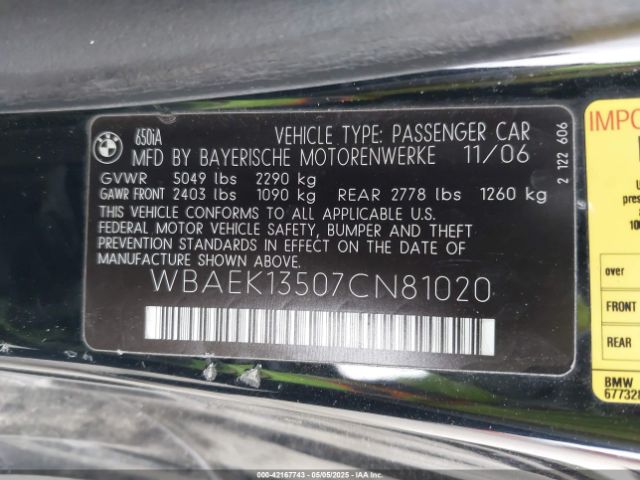 BMW
650iA
VEHICLE TYPE: PASSENGER CAR
MFD BY BAYERISCHE MOTORENWERKE 11/06
GVWR 5049 lbs 2290 kg
GAWR FRONT 2403 lbs 1090 kg REAR 2778 lbs 1260 kg
THIS VEHICLE CONFORMS TO ALL APPLICABLE U.S.
FEDERAL MOTOR VEHICLE SAFETY, BUMPER AND THEFT
PREVENTION STANDARDS IN EFFECT ON THE DATE OF
MANUFACTURE SHOWN ABOVE.
WBAEK13507CN81020
2 122 606
over
FRONT
REAR
BMW
000-42167743 - 05/05/2025 - IAAI.COM